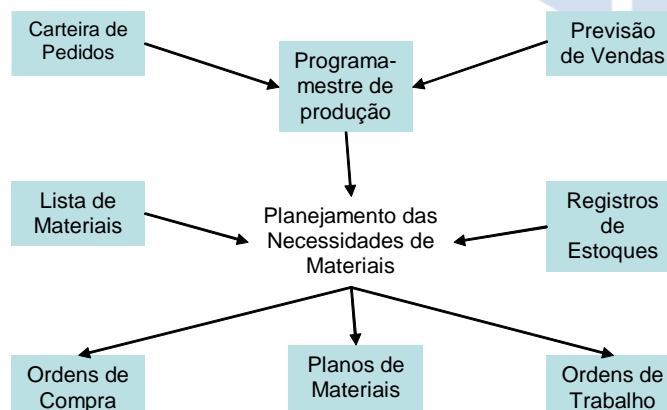 Carteira de
Pedidos
Programa-
mestre de
produção
Previsão
de Vendas
Lista de
Materiais
Planejamento das
Necessidades de
Materiais
Registros
de
Estoques
Ordens de
Compra
Planos de
Materiais
Ordens de
Trabalho